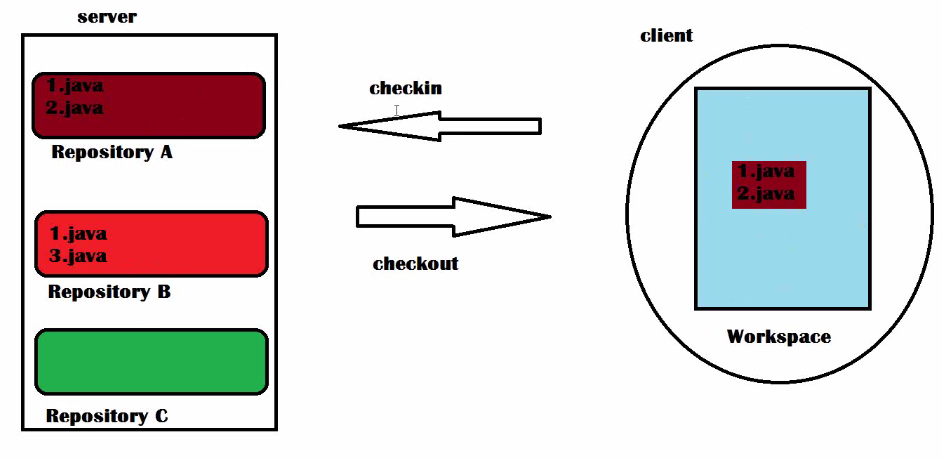 server
1.java
2.java
Repository A
1.java
3.java
Repository B
Repository C
checkin
checkout
client
1.java
2.java
Workspace